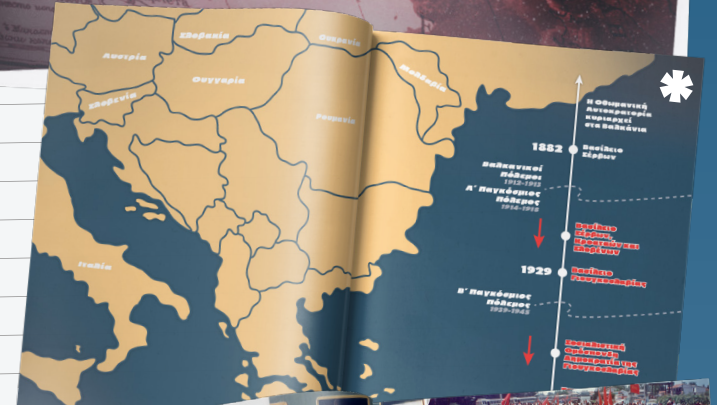 Αυστρία
Σλοβακία
Ουκρανία
Μολδαβία
Ουγγαρία
Σλοβενία
Ρουμανία
Ιταλία
Η Οθωμανική
Αυτοκρατορία
κυριαρχεί
στα Βαλκάνια
1882
Βασίλειο
Σέρβων
Βαλκανικοί
Πόλεμοι
1912-1913
Α' Παγκόσμιος
Πόλεμος
1914-1918
Βασίλειο
Σέρβων,
Κροατών και
Σλοβένων
1929
Βασίλειο
Γιουγκοσλαβίας
Β' Παγκόσμιος
Πόλεμος
1939-1945
Σοσιαλιστική
Ομόσπονδη
Δημοκρατία της
Γιουγκοσλαβίας